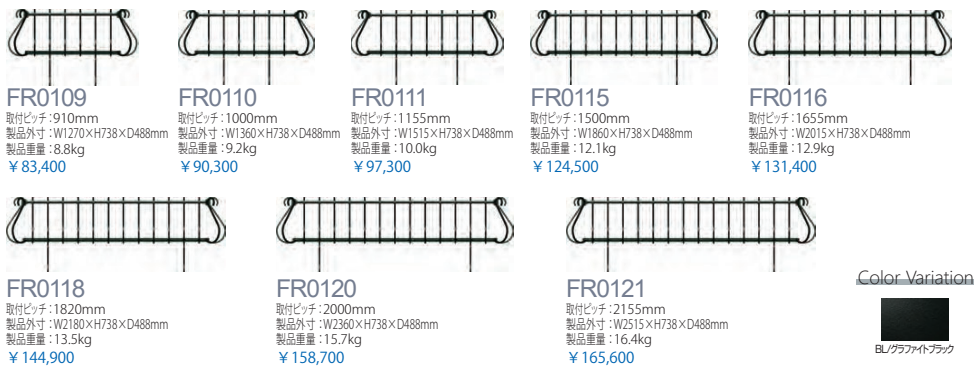 FR0109
取付ピッチ：910mm
製品外寸：W1270×H738×D488mm
製品重量：8.8kg
￥83,400
FR0110
取付ピッチ：1000mm
製品外寸：W1360×H738×D488mm
製品重量：9.2kg
￥90,300
FR0111
取付ピッチ：1155mm
製品外寸：W1515×H738×D488mm
製品重量：10.0kg
￥97,300
FR0115
取付ピッチ：1500mm
製品外寸：W1860×H738×D488mm
製品重量：12.1kg
￥124,500
FR0116
取付ピッチ：1655mm
製品外寸：W2015×H738×D488mm
製品重量：12.9kg
￥131,400
FR0118
取付ピッチ：1820mm
製品外寸：W2180×H738×D488mm
製品重量：13.5kg
￥144,900
FR0120
取付ピッチ：2000mm
製品外寸：W2360×H738×D488mm
製品重量：15.7kg
￥158,700
FR0121
取付ピッチ：2155mm
製品外寸：W2515×H738×D488mm
製品重量：16.4kg
￥165,600
Color Variation
BL/グラファイトブラック